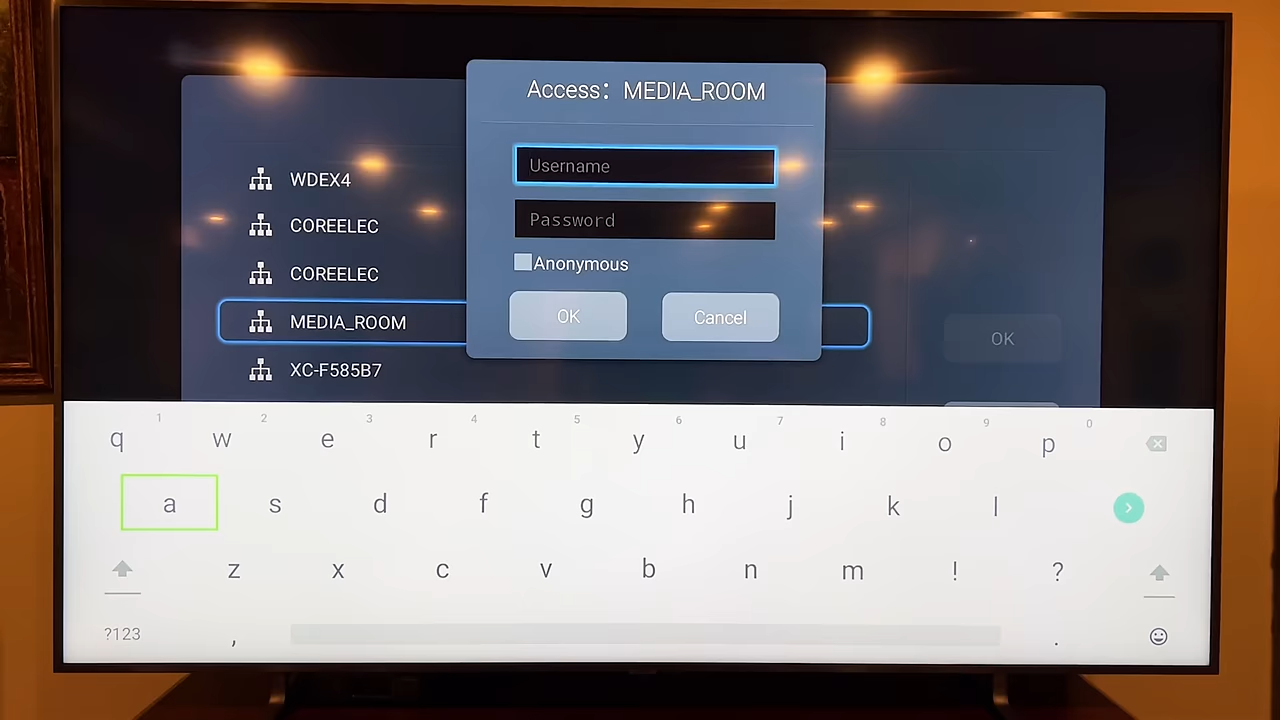 Access: MEDIA_ROOM
Username
Password
Anonymous
OK Cancel
WDEX4
COREELEC
COREELEC
MEDIA_ROOM
XC-F585B7
OK
1 2 3 4 5 6 7 8 9 0
q w e r t y u i o p
a s d f g h j k l
z x c v b n m ! ?
?123 , .